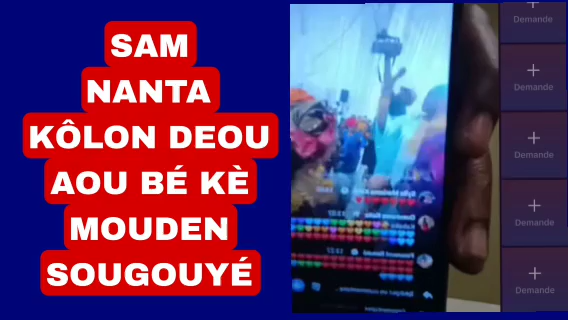 SAM
NANTA
KÔLON DEOU
AOU BÉ KÈ
MOUDEN
SOUGOUYÉ
Demande
Demande
Demande
Demande
Demande